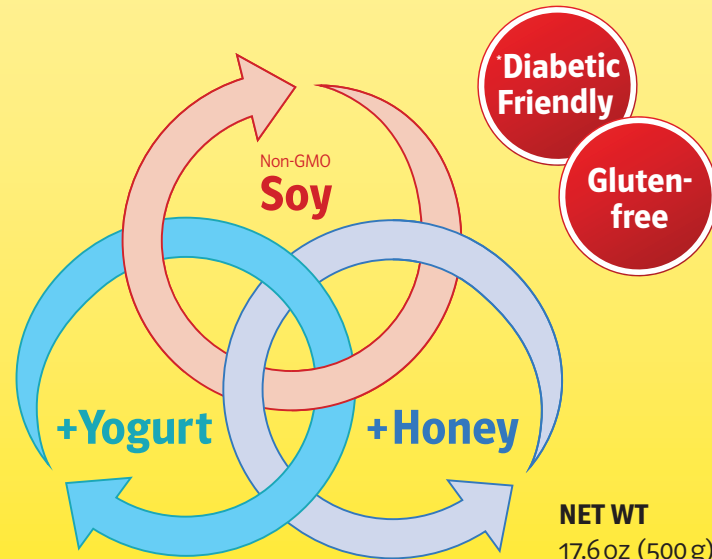 *Diabetic
Friendly
Gluten-
free
Non-GMO
Soy
+Yogurt
+Honey
NET WT
17.6 oz (500 g)